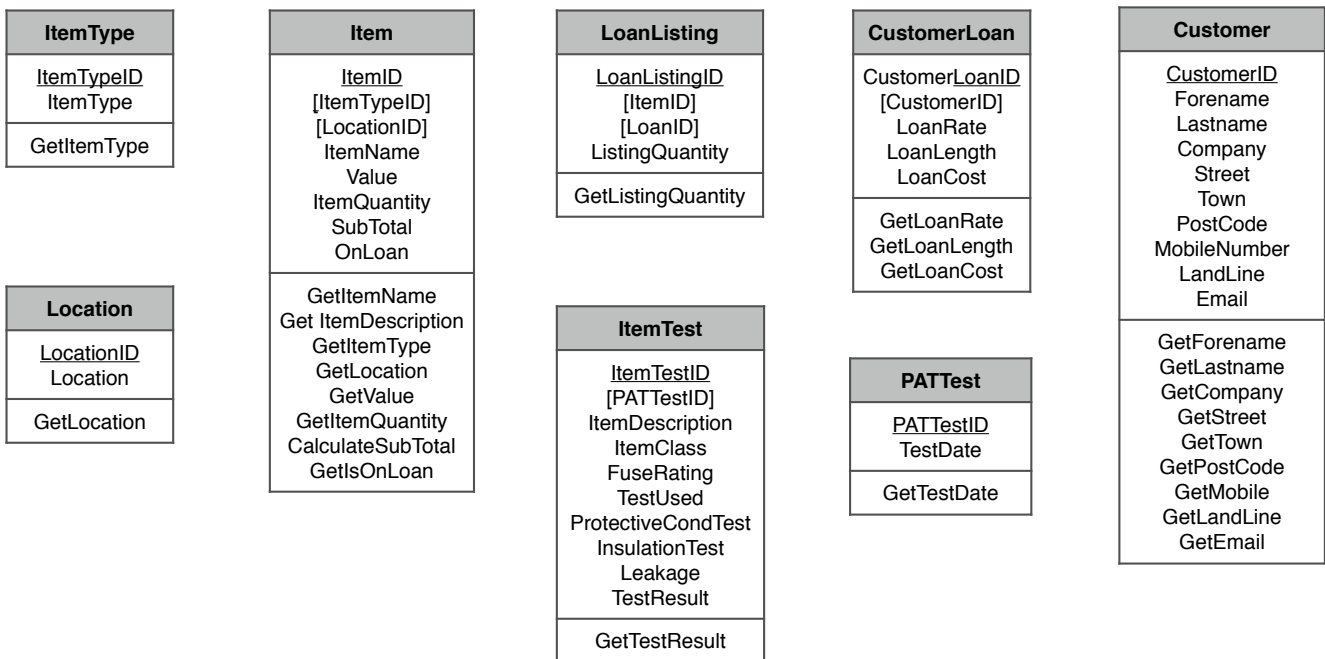 ItemType
ItemTypeID
ItemType
GetItemType
Item
ItemID
[ItemTypeID]
[LocationID]
ItemName
Value
ItemQuantity
SubTotal
OnLoan
GetItemName
Get ItemDescription
GetItemType
GetLocation
GetValue
GetItemQuantity
CalculateSubTotal
GetIsOnLoan
LoanListing
LoanListingID
[ItemID]
[LoanID]
ListingQuantity
GetListingQuantity
CustomerLoan
CustomerLoanID
[CustomerID]
LoanRate
LoanLength
LoanCost
GetLoanRate
GetLoanLength
GetLoanCost
Customer
CustomerID
Forename
Lastname
Company
Street
Town
PostCode
MobileNumber
LandLine
Email
GetForename
GetLastname
GetCompany
GetStreet
GetTown
GetPostCode
GetMobile
GetLandLine
GetEmail
Location
LocationID
Location
GetLocation
ItemTest
ItemTestID
[PATTestID]
ItemDescription
ItemClass
FuseRating
TestUsed
ProtectiveCondTest
InsulationTest
Leakage
TestResult
GetTestResult
PATTest
PATTestID
TestDate
GetTestDate